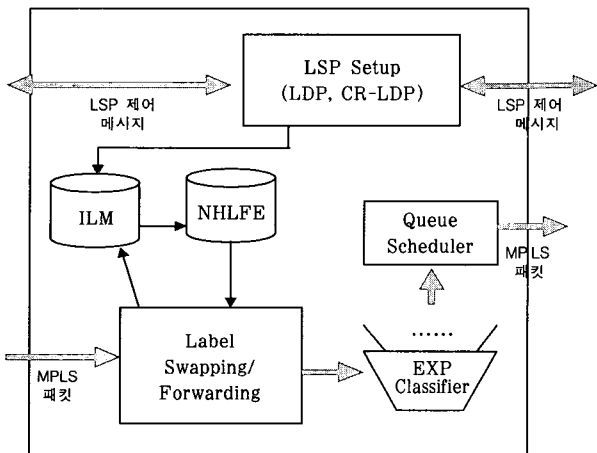 LSP Setup
(LDP, CR-LDP)
LSP 제어
메시지
LSP 제어
메시지
ILM
NHLFE
Queue
Scheduler
MPLS
패킷
Label
Swapping/
Forwarding
......
EXP
Classifier
MPLS
패킷